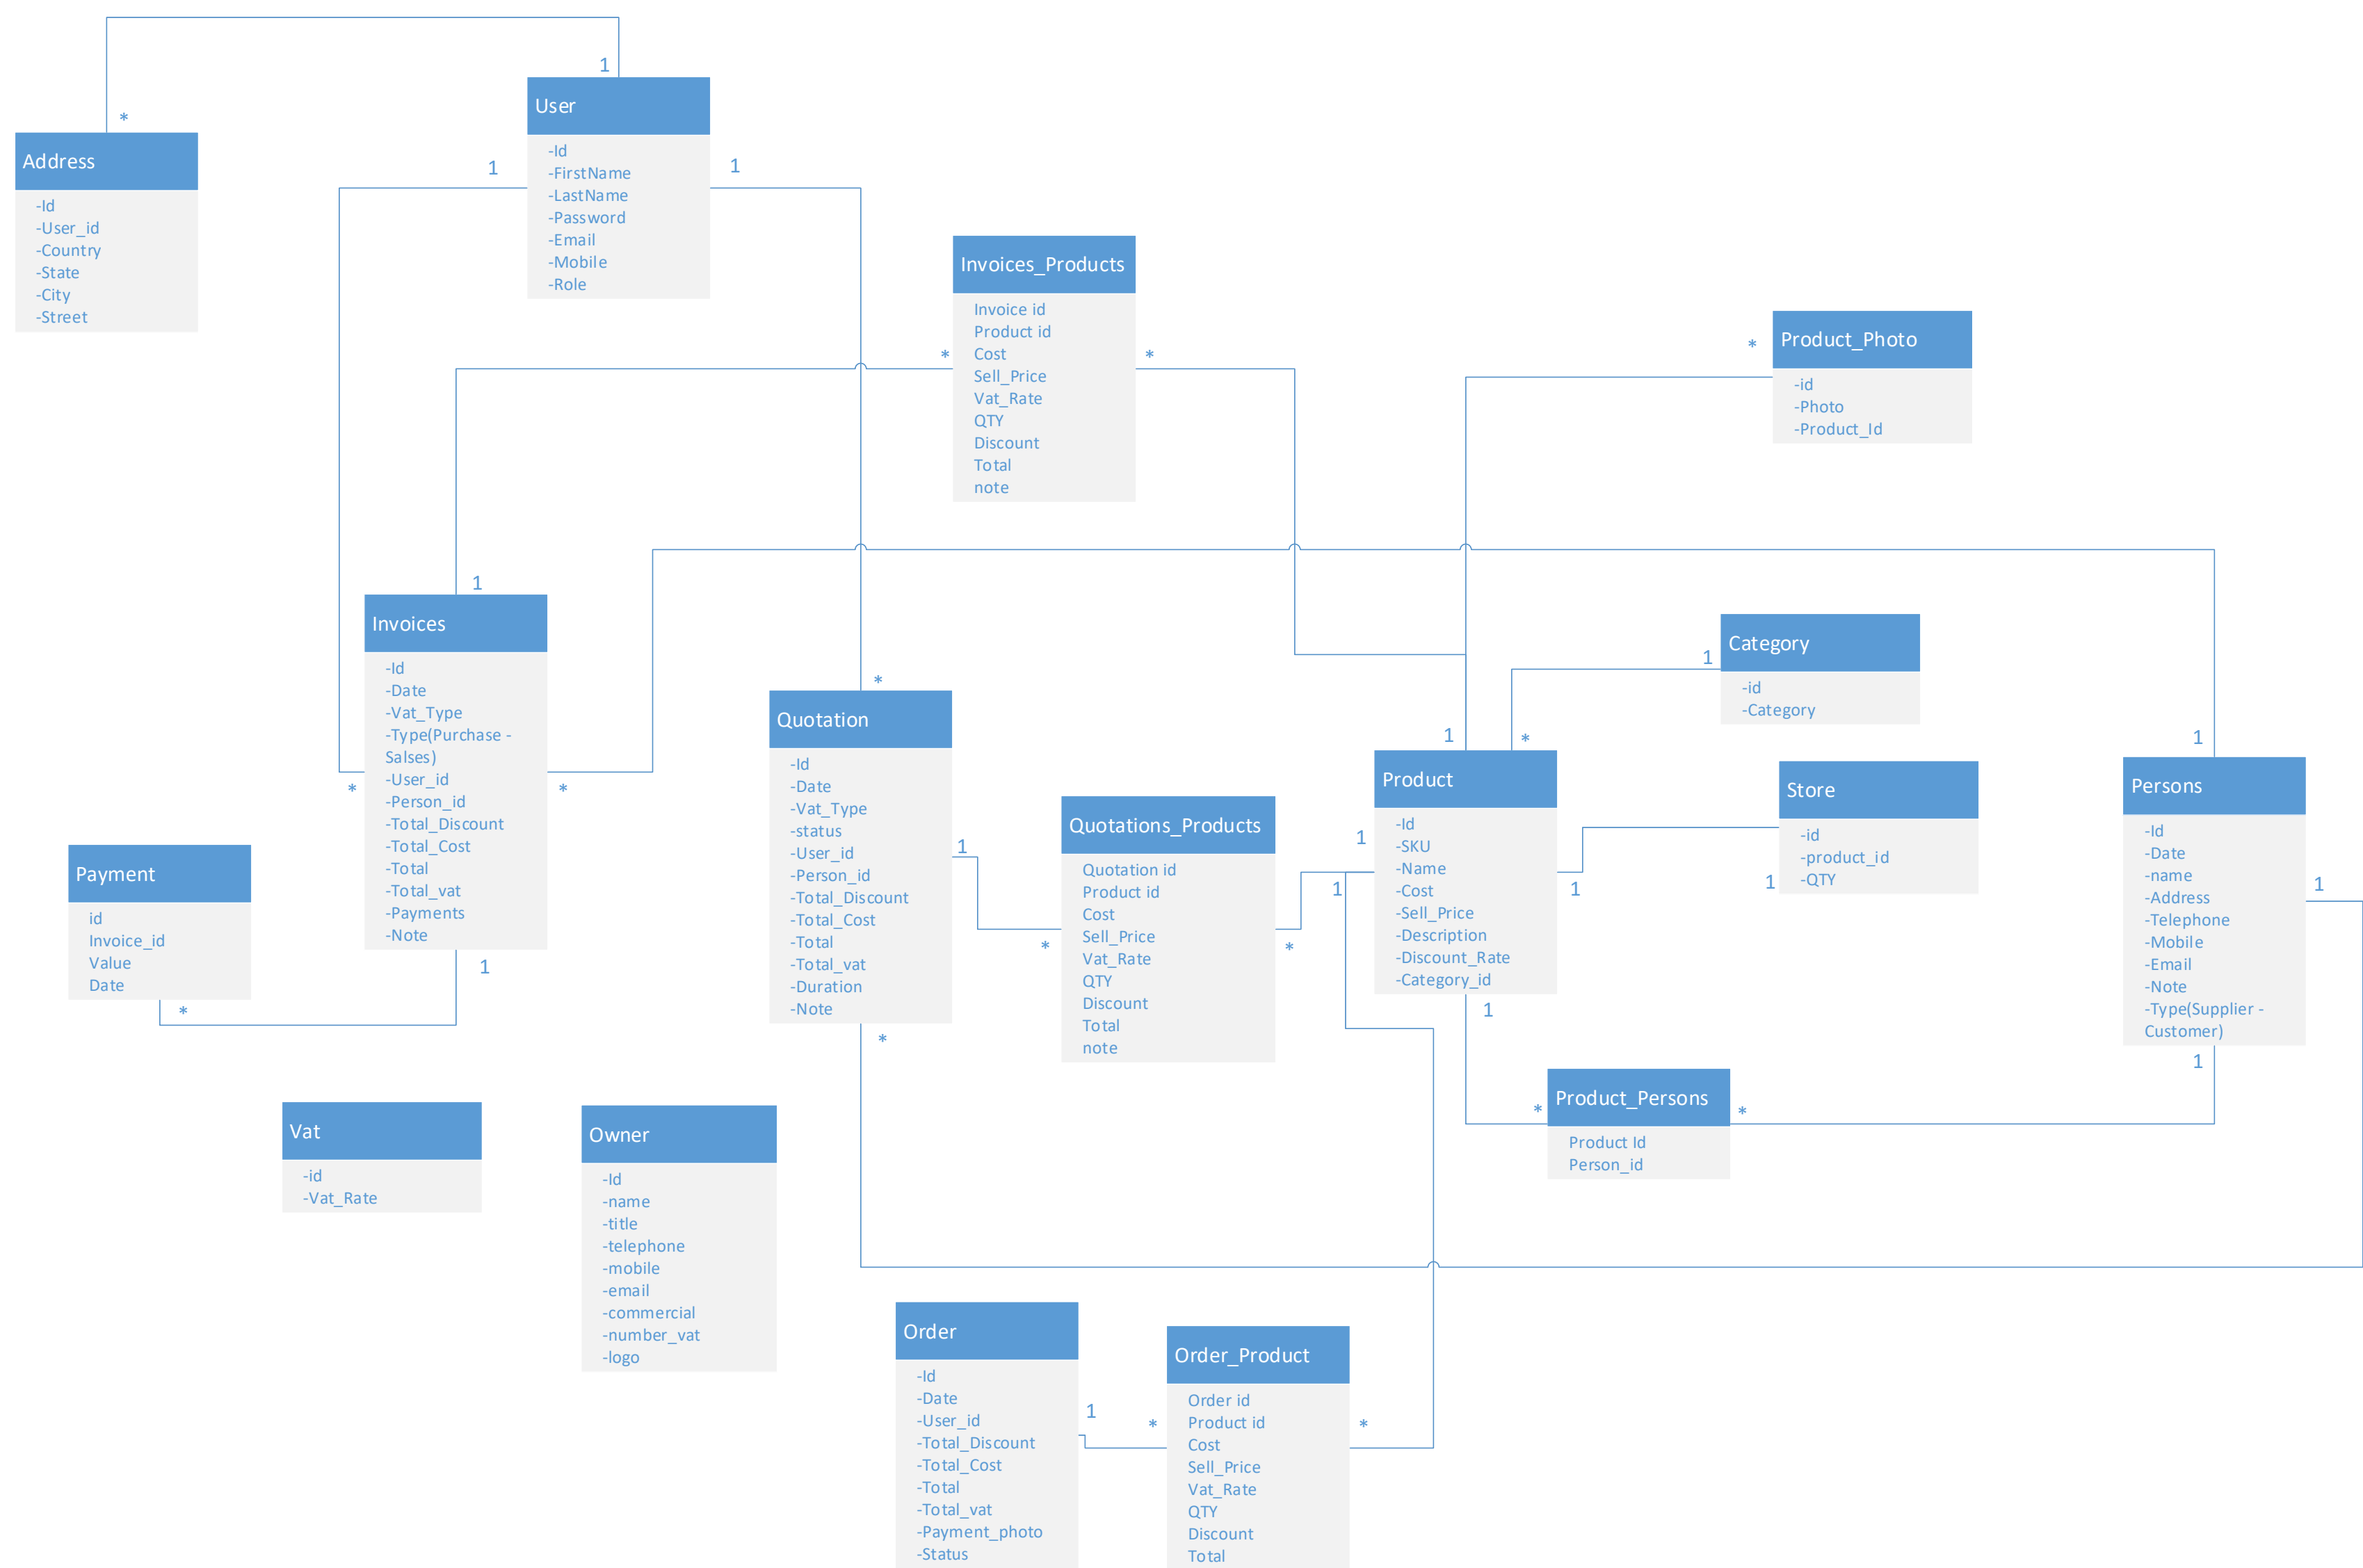 1
User
-Id
-FirstName
-LastName
-Password
-Email
-Mobile
-Role
1
1
*
Address
-Id
-User_id
-Country
-State
-City
-Street
Invoices_Products
Invoice id
Product id
Cost
Sell_Price
Vat_Rate
QTY
Discount
Total
note
*
*
*
Product_Photo
-id
-Photo
-Product_Id
1
Invoices
-Id
-Date
-Vat_Type
-Type(Purchase -
Salses)
-User_id
-Person_id
-Total_Discount
-Total_Cost
-Total
-Total_vat
-Payments
-Note
*
*
1
Payment
id
Invoice_id
Value
Date
*
*
Quotation
-Id
-Date
-Vat_Type
-status
-User_id
-Person_id
-Total_Discount
-Total_Cost
-Total
-Total_vat
-Duration
-Note
*
1
Quotations_Products
Quotation id
Product id
Cost
Sell_Price
Vat_Rate
QTY
Discount
Total
note
*
*
1
*
Product
-Id
-SKU
-Name
-Cost
-Sell_Price
-Description
-Discount_Rate
-Category_id
1
1
1
1
1
Category
-id
-Category
Store
-id
-product_id
-QTY
1
1
Persons
-Id
-Date
-name
-Address
-Telephone
-Mobile
-Email
-Note
-Type(Supplier -
Customer)
1
1
Product_Persons
Product Id
Person_id
*
*
Vat
-id
-Vat_Rate
Owner
-Id
-name
-title
-telephone
-mobile
-email
-commercial
-number_vat
-logo
Order
-Id
-Date
-User_id
-Total_Discount
-Total_Cost
-Total
-Total_vat
-Payment_photo
-Status
1
Order_Product
Order id
Product id
Cost
Sell_Price
Vat_Rate
QTY
Discount
Total
*
*